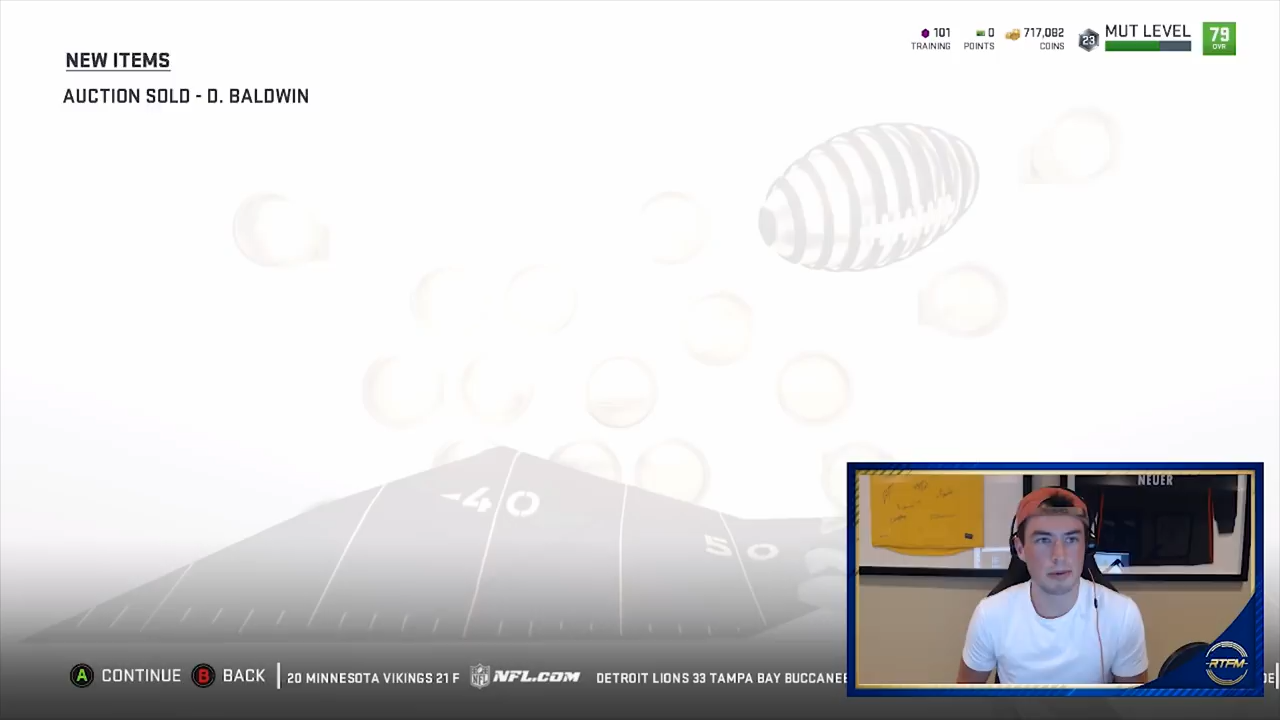 NEW ITEMS
AUCTION SOLD - D. BALDWIN
101 TRAINING
0 POINTS
717,082 COINS
23
MUT LEVEL
79 OVR
40
50
NEUER
RTFM
A CONTINUE B BACK
20 MINNESOTA VIKINGS 21 F NFL NFL.COM DETROIT LIONS 33 TAMPA BAY BUCCANEE